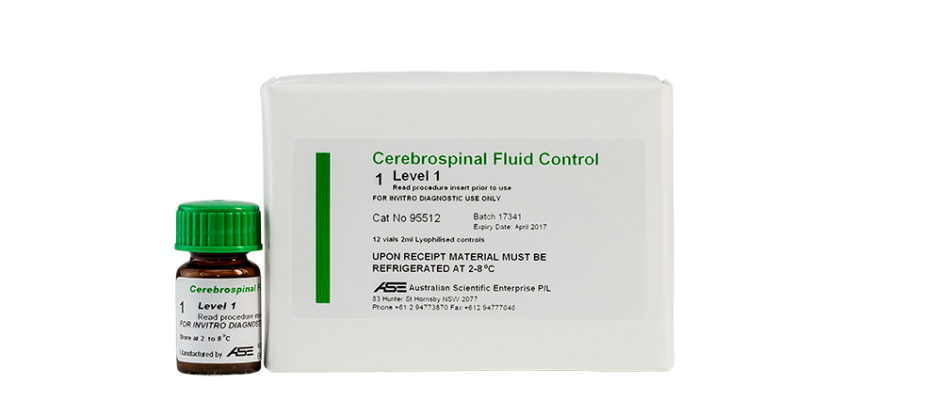 Cerebrospinal Fluid Control
1 Level 1
Read procedure insert prior to use
FOR INVITRO DIAGNOSTIC USE ONLY
Cat No 95512 Batch 17341
Expiry Date: April 2017
12 vials 2ml Lyophilised controls
UPON RECEIPT MATERIAL MUST BE
REFRIGERATED AT 2-8°C
ASE Australian Scientific Enterprise P/L
83 Hunter St Hornsby NSW 2077
Phone +61 2 94773870 Fax +612 94777646
Cerebrospinal F
1 Level 1
Read procedure inse
FOR INVITRO DIAGNOST
Store at 2 to 8°C
Manufactured by ASE